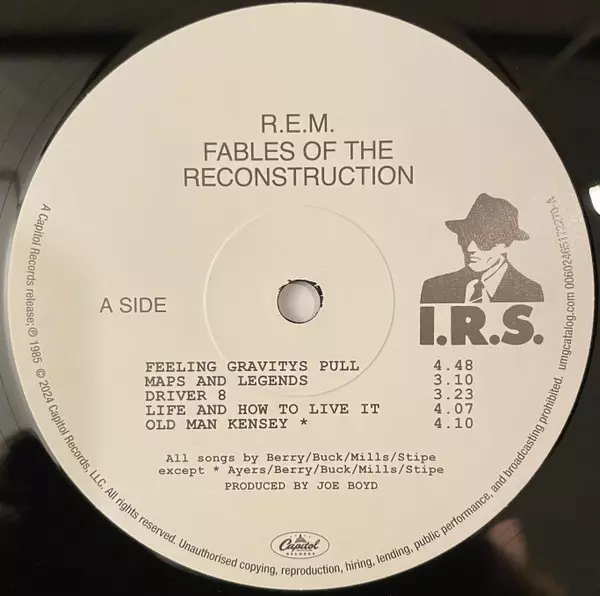 R.E.M.
FABLES OF THE
RECONSTRUCTION
A SIDE
I.R.S.
FEELING GRAVITYS PULL 4.48
MAPS AND LEGENDS 3.10
DRIVER 8 3.23
LIFE AND HOW TO LIVE IT 4.07
OLD MAN KENSEY * 4.10
All songs by Berry/Buck/Mills/Stipe
except * Ayers/Berry/Buck/Mills/Stipe
PRODUCED BY JOE BOYD
Capitol
RECORDS
A Capitol Records release; ℗ 1985 © 2024 Capitol Records, LLC. All rights reserved. Unauthorised copying, reproduction, hiring, lending, public performance, and broadcasting prohibited. umgcatalog.com